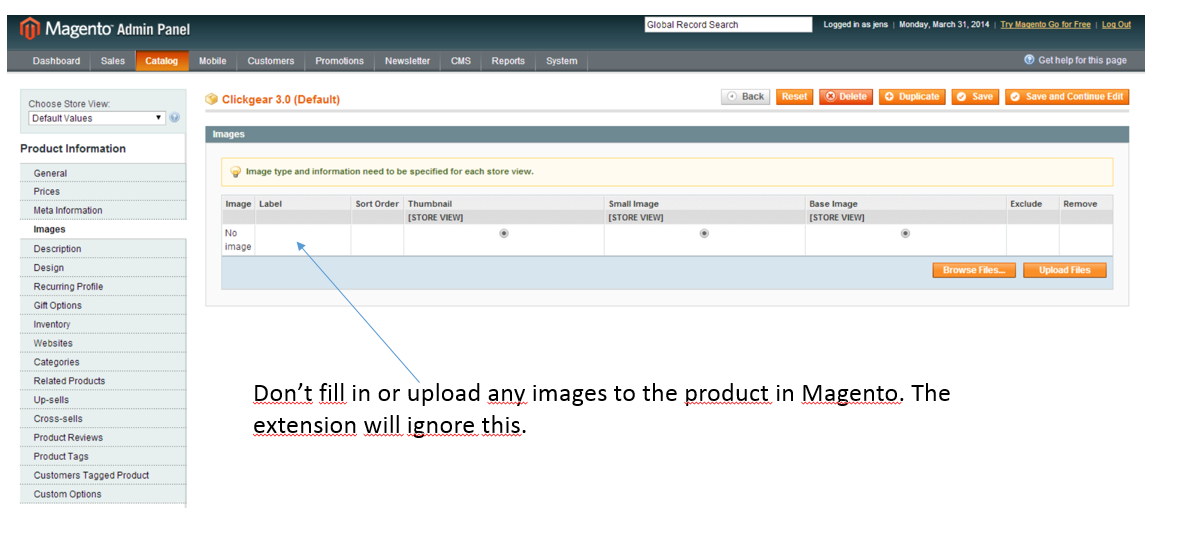 Magento Admin Panel
Global Record Search
Logged in as jens | Monday, March 31, 2014 | Try Magento Go for Free | Log Out
Dashboard Sales Catalog Mobile Customers Promotions Newsletter CMS Reports System
Get help for this page
Choose Store View:
Default Values
Clickgear 3.0 (Default)
Back Reset Delete Duplicate Save Save and Continue Edit
Product Information
General
Prices
Meta Information
Images
Description
Design
Recurring Profile
Gift Options
Inventory
Websites
Categories
Related Products
Up-sells
Cross-sells
Product Reviews
Product Tags
Customers Tagged Product
Custom Options
Images
Image type and information need to be specified for each store view.
Image Label Sort Order Thumbnail Small Image Base Image Exclude Remove
[STORE VIEW] [STORE VIEW] [STORE VIEW]
No
image
Browse Files... Upload Files
Don't fill in or upload any images to the product in Magento. The
extension will ignore this.